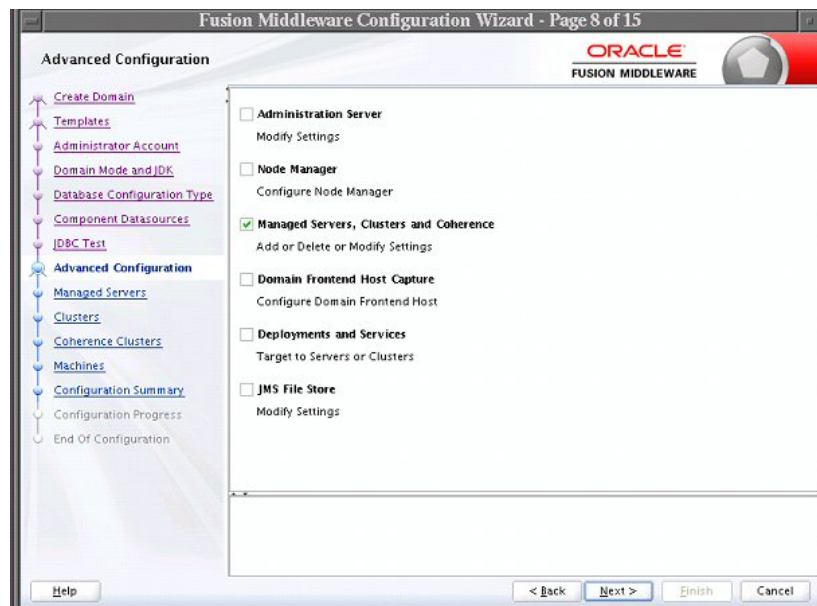 Fusion Middleware Configuration Wizard - Page 8 of 15
Advanced Configuration
ORACLE
FUSION MIDDLEWARE
Create Domain
Templates
Administrator Account
Domain Mode and JDK
Database Configuration Type
Component Datasources
JDBC Test
Advanced Configuration
Managed Servers
Clusters
Coherence Clusters
Machines
Configuration Summary
Configuration Progress
End Of Configuration
Administration Server
Modify Settings
Node Manager
Configure Node Manager
Managed Servers, Clusters and Coherence
Add or Delete or Modify Settings
Domain Frontend Host Capture
Configure Domain Frontend Host
Deployments and Services
Target to Servers or Clusters
JMS File Store
Modify Settings
Help
< Back
Next >
Finish
Cancel